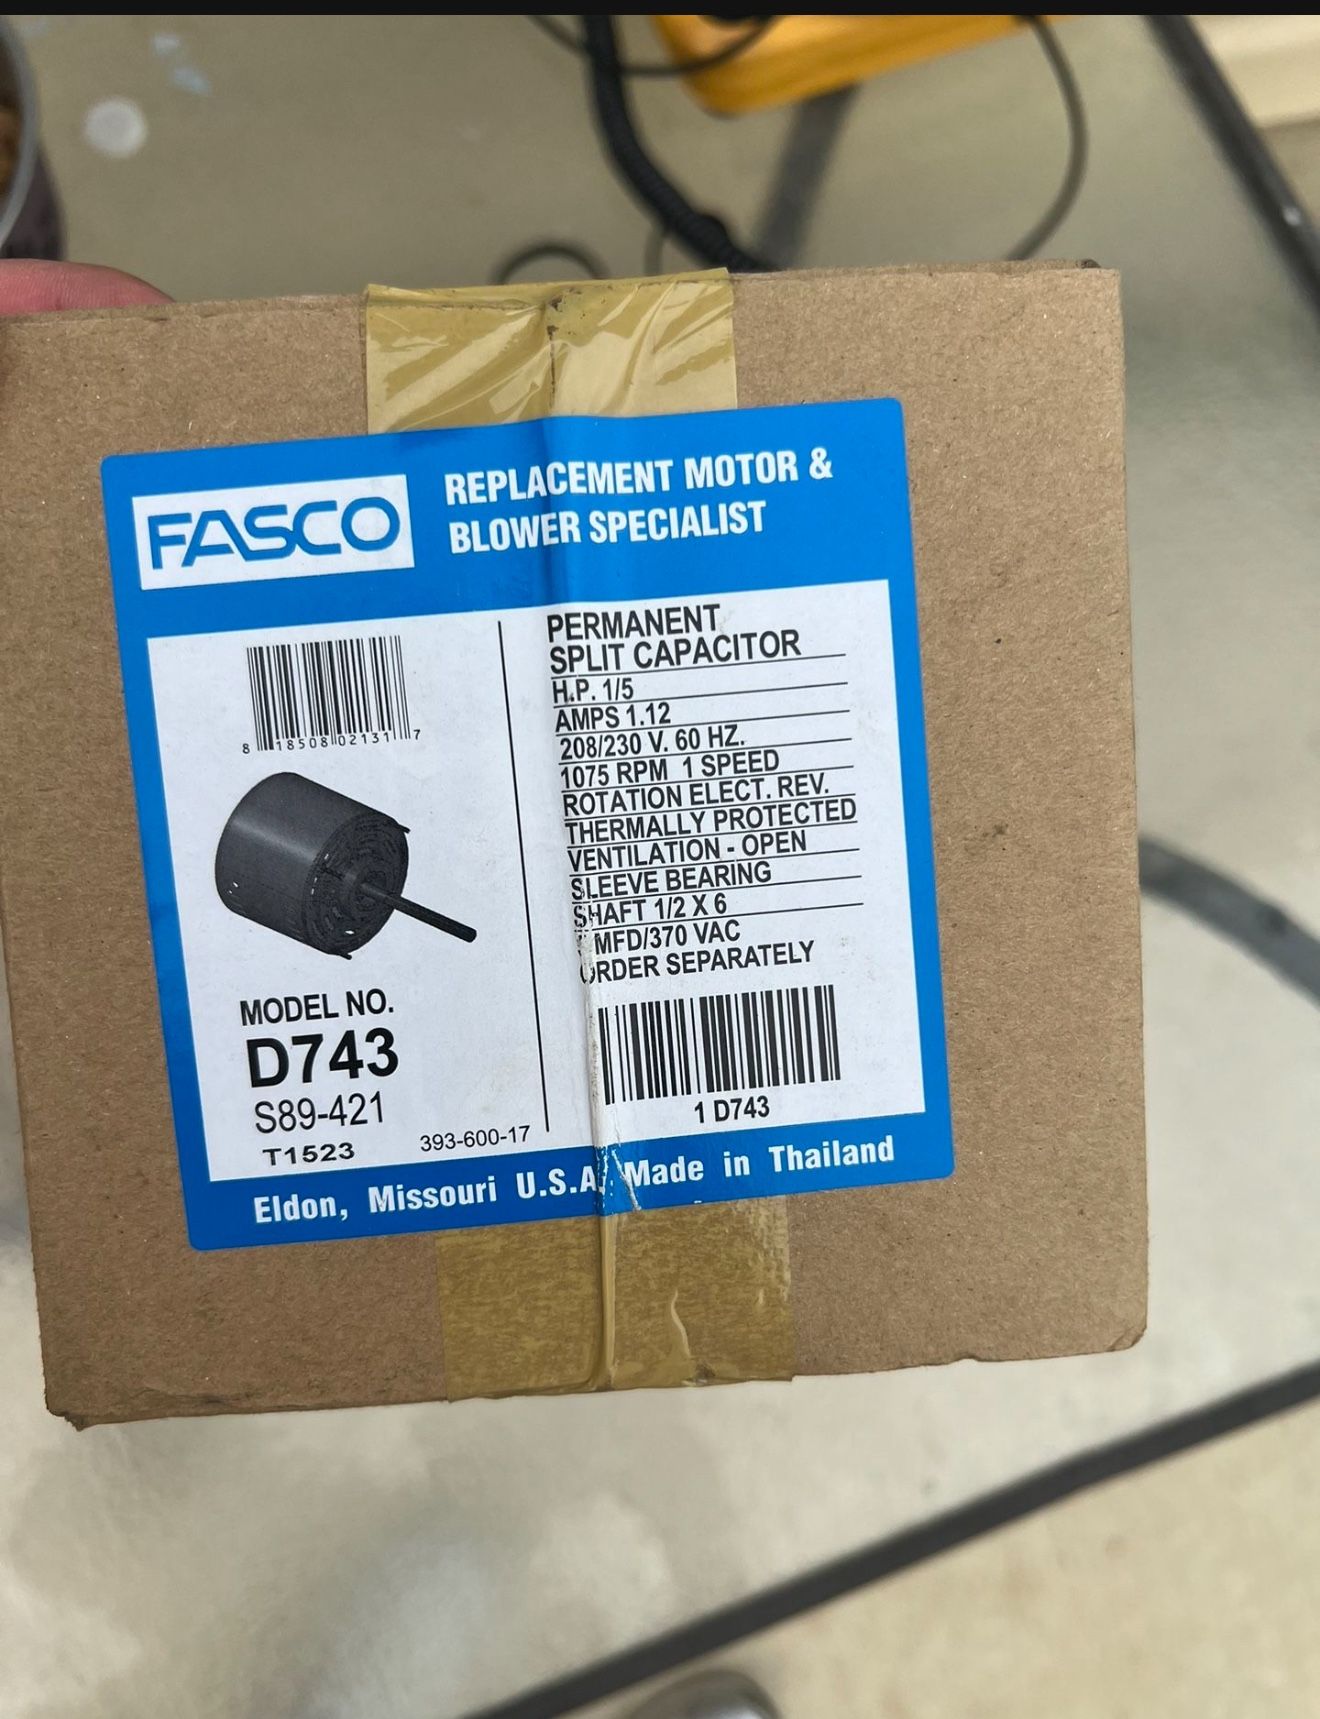 FASCO
REPLACEMENT MOTOR &
BLOWER SPECIALIST
8 18508 02131 7
MODEL NO.
D743
S89-421
T1523
393-600-17
PERMANENT
SPLIT CAPACITOR
H.P. 1/5
AMPS 1.12
208/230 V. 60 HZ.
1075 RPM 1 SPEED
ROTATION ELECT. REV.
THERMALLY PROTECTED
VENTILATION - OPEN
SLEEVE BEARING
SHAFT 1/2 X 6
MFD/370 VAC
ORDER SEPARATELY
1 D743
Eldon, Missouri U.S.A. Made in Thailand